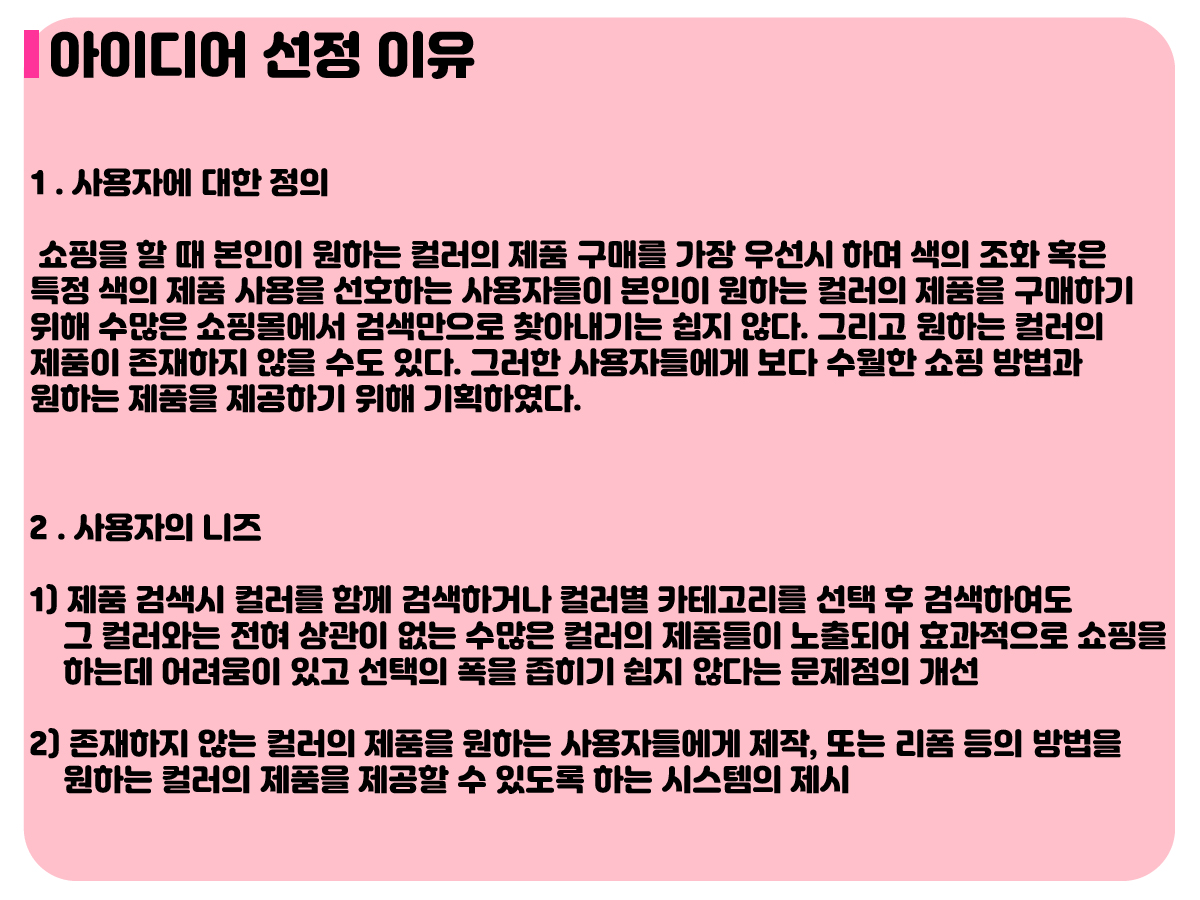 아이디어 선정 이유
1 . 사용자에 대한 정의
쇼핑을 할 때 본인이 원하는 컬러의 제품 구매를 가장 우선시 하며 색의 조화 혹은
특정 색의 제품 사용을 선호하는 사용자들이 본인이 원하는 컬러의 제품을 구매하기
위해 수많은 쇼핑몰에서 검색만으로 찾아내기는 쉽지 않다. 그리고 원하는 컬러의
제품이 존재하지 않을 수도 있다. 그러한 사용자들에게 보다 수월한 쇼핑 방법과
원하는 제품을 제공하기 위해 기획하였다.
2 . 사용자의 니즈
1) 제품 검색시 컬러를 함께 검색하거나 컬러별 카테고리를 선택 후 검색하여도
그 컬러와는 전혀 상관이 없는 수많은 컬러의 제품들이 노출되어 효과적으로 쇼핑을
하는데 어려움이 있고 선택의 폭을 좁히기 쉽지 않다는 문제점의 개선
2) 존재하지 않는 컬러의 제품을 원하는 사용자들에게 제작, 또는 리폼 등의 방법을
원하는 컬러의 제품을 제공할 수 있도록 하는 시스템의 제시